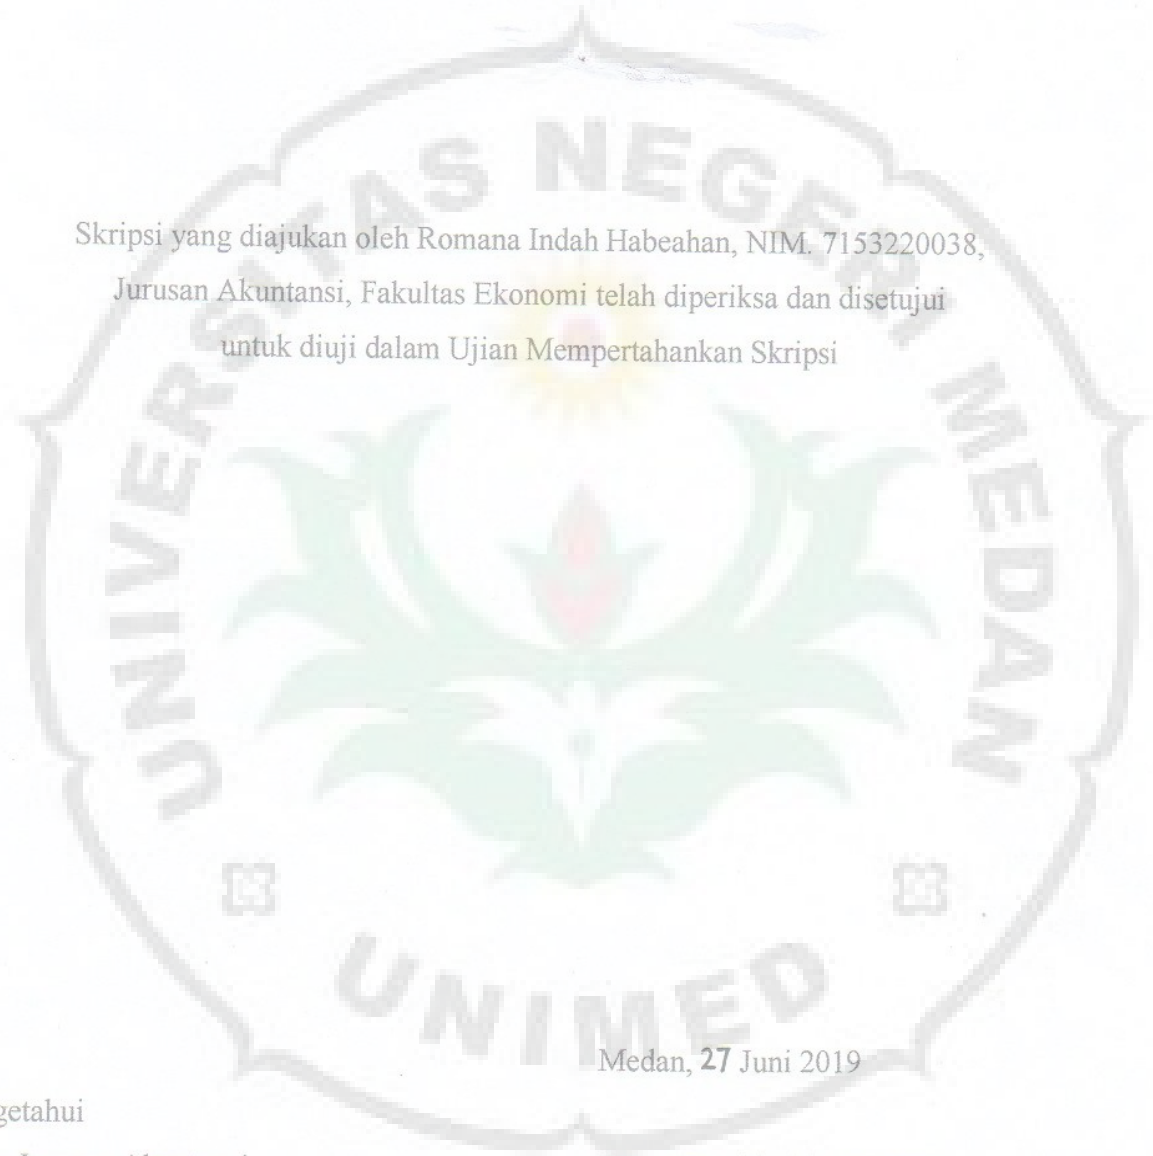 UNIVERSITAS NEGERI MEDAN
Skripsi yang diajukan oleh Romana Indah Habeahan, NIM. 7153220038,
Jurusan Akuntansi, Fakultas Ekonomi telah diperiksa dan disetujui
untuk diuji dalam Ujian Mempertahankan Skripsi
UNIMED
Medan, 27 Juni 2019
getahui